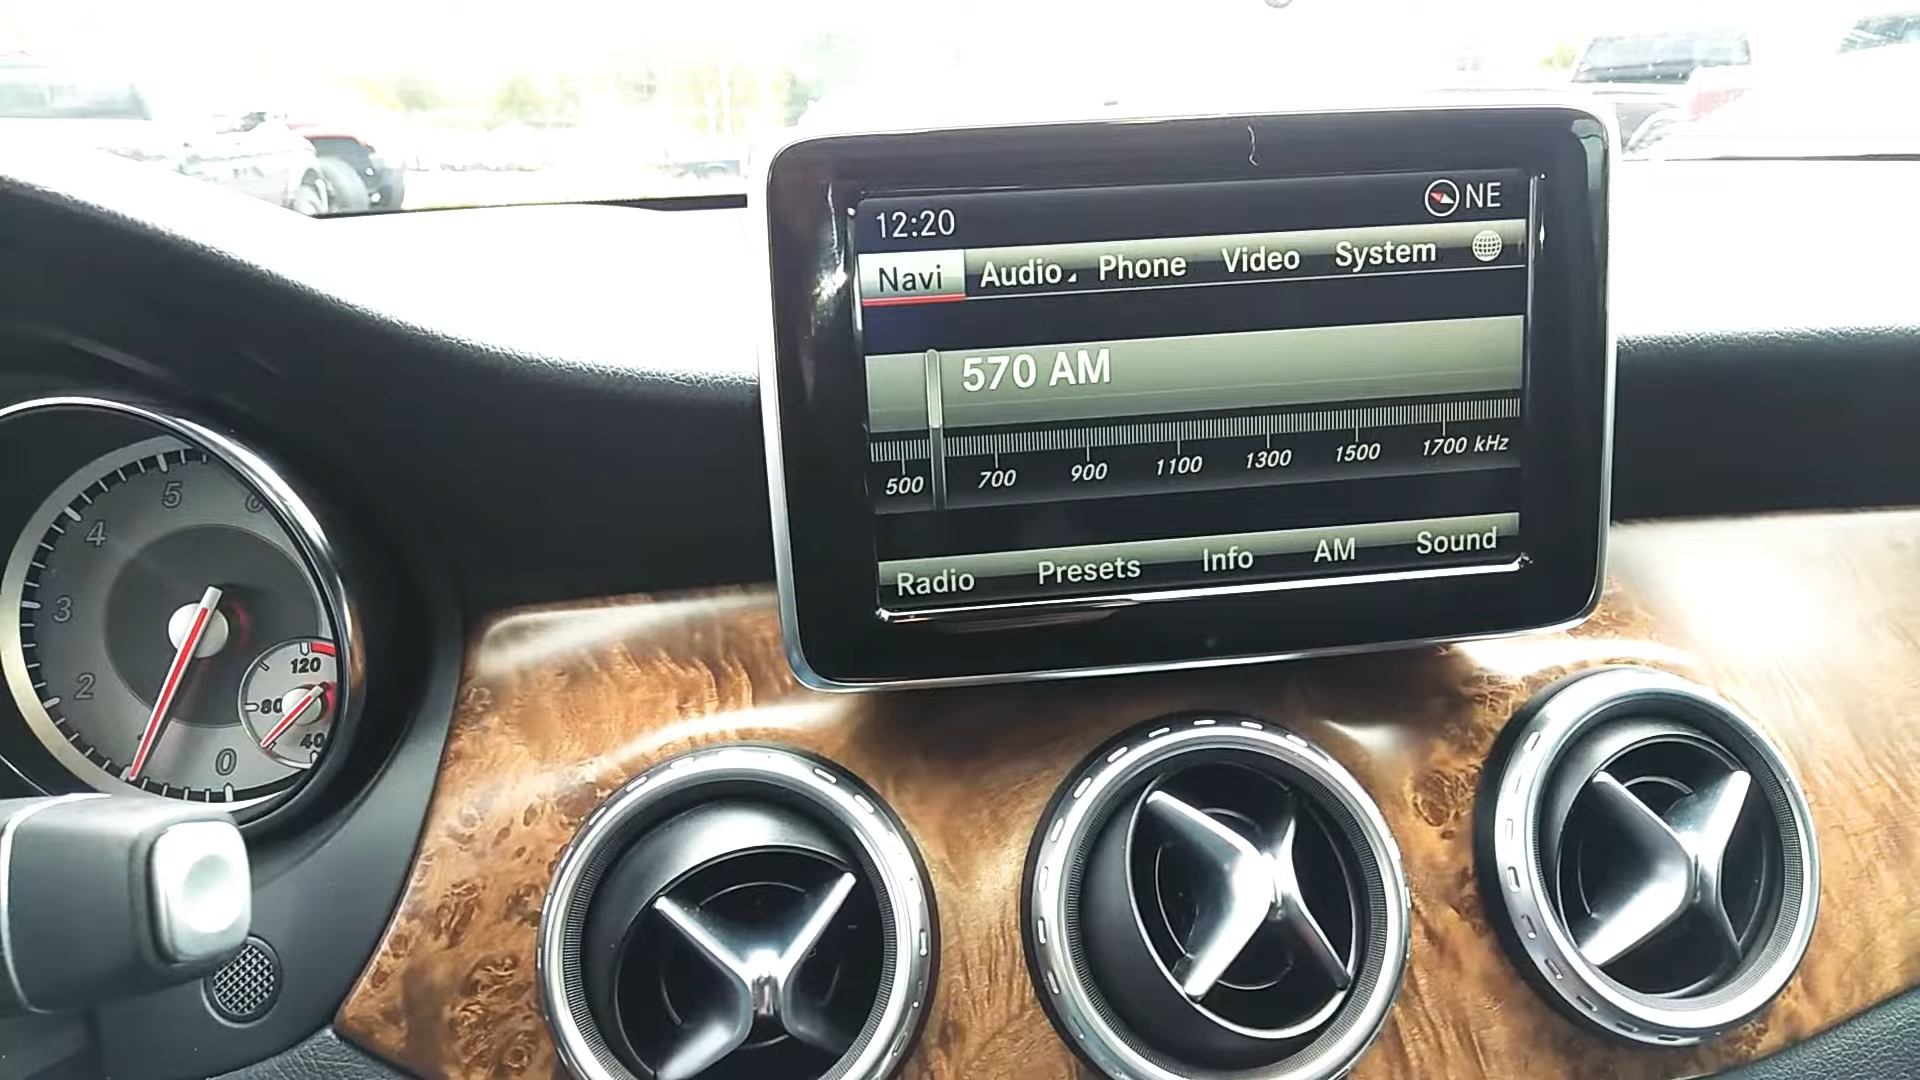 12:20 NE
Navi Audio Phone Video System
570 AM
500 700 900 1100 1300 1500 1700 kHz
Radio Presets Info AM Sound
5
6
4
3
2
0
120
80
40